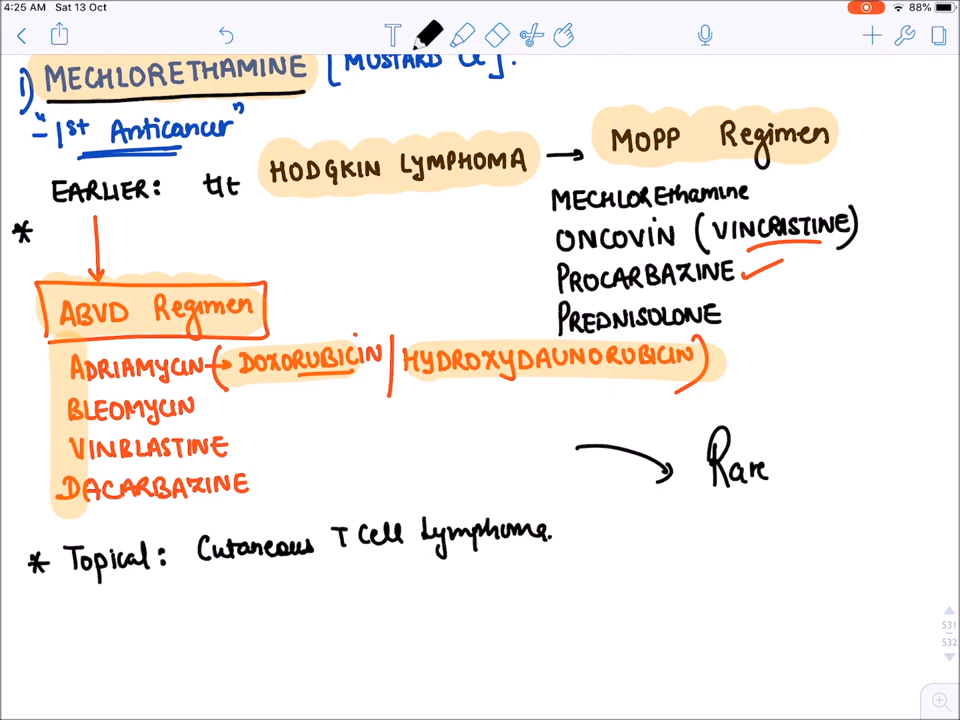 4:25 AM Sat 13 Oct
88%
1) MECHLORETHAMINE [MUSTARD
"- 1st Anticancer"
HODGKIN LYMPHOMA → MOPP Regimen
EARLIER: t/t
MECHLOREthamine
* ONCOVIN (VINCRISTINE)
PROCARBAZINE ✓
PREDNISOLONE
ABVD Regimen
ADRIAMYCIN → (DOXORUBICIN | HYDROXYDAUNORUBICIN)
BLEOMYCIN
VINBLASTINE
DACARBAZINE
→ Rare
* Topical: Cutaneous T Cell Lymphoma.
531
532